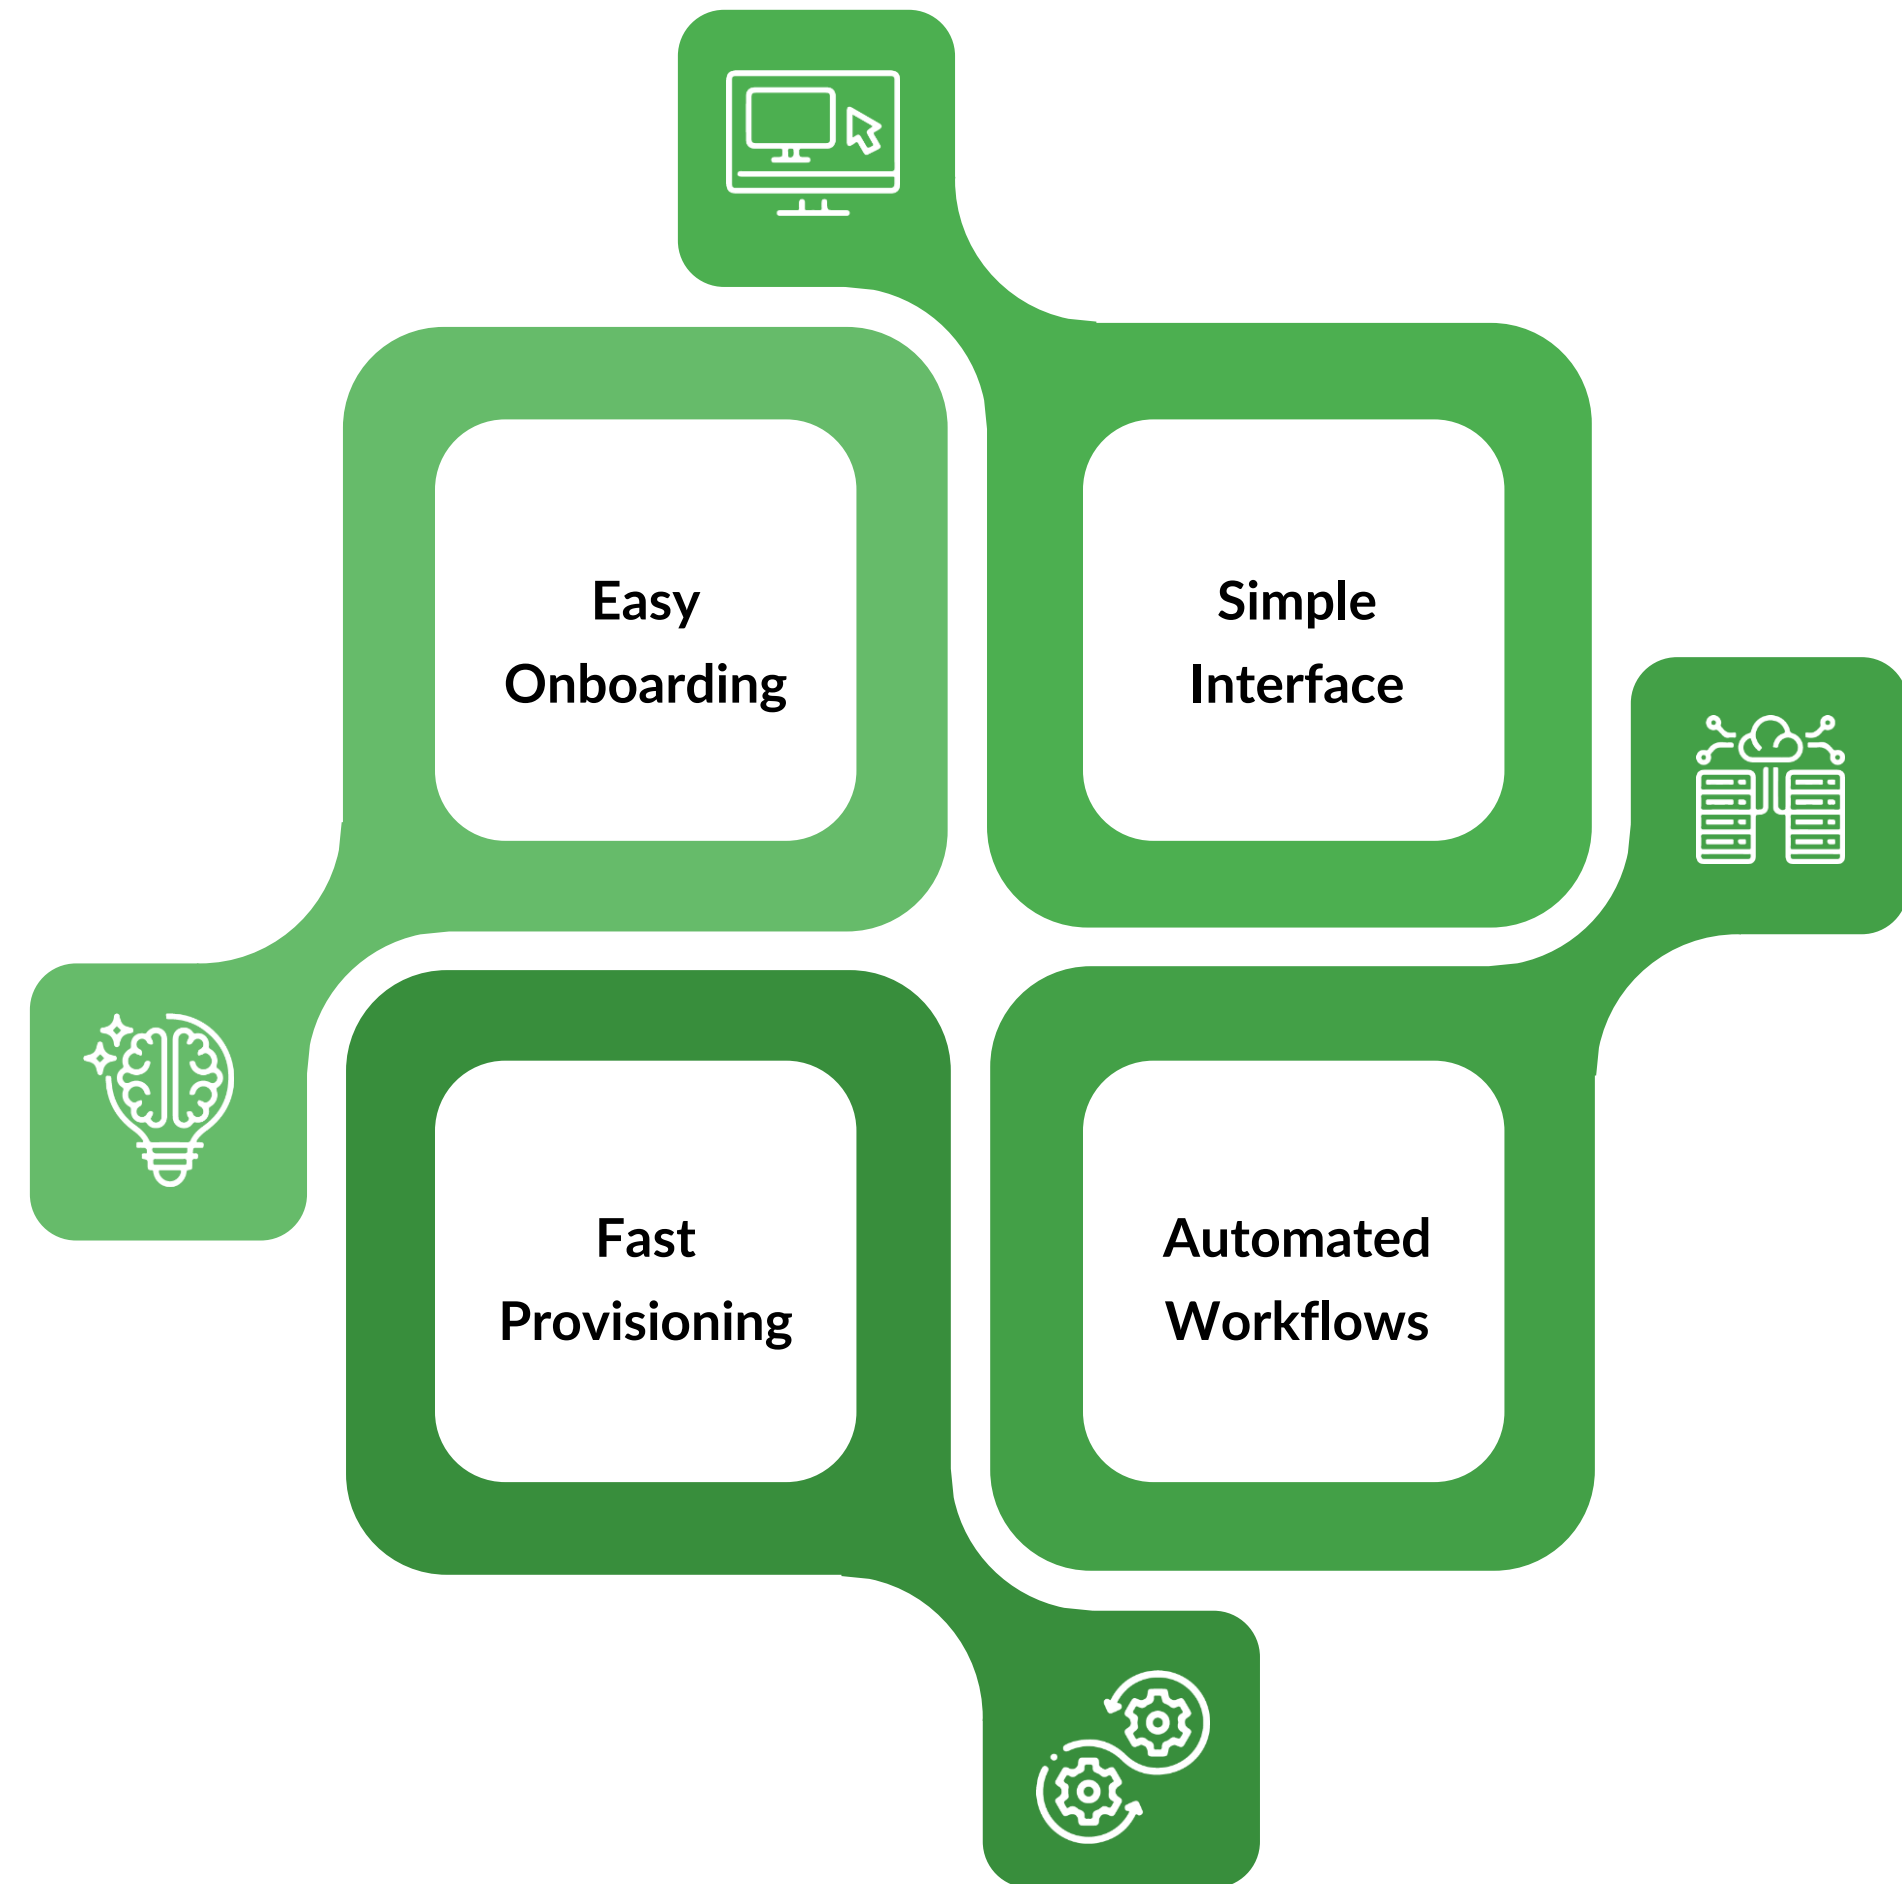 Easy
Onboarding
Simple
Interface
Fast
Provisioning
Automated
Workflows